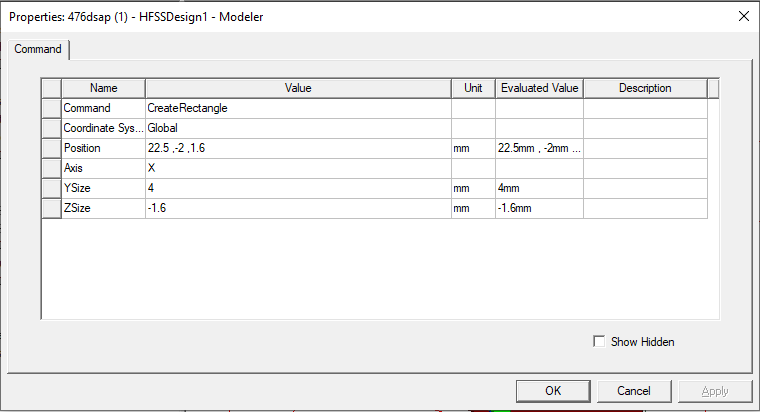 Properties: 476dsap (1) - HFSSDesign1 - Modeler
Command
Name Value Unit Evaluated Value Description
Command CreateRectangle
Coordinate Sys... Global
Position 22.5 ,-2 ,1.6 mm 22.5mm , -2mm ...
Axis X
YSize 4 mm 4mm
ZSize -1.6 mm -1.6mm
Show Hidden
OK Cancel Apply